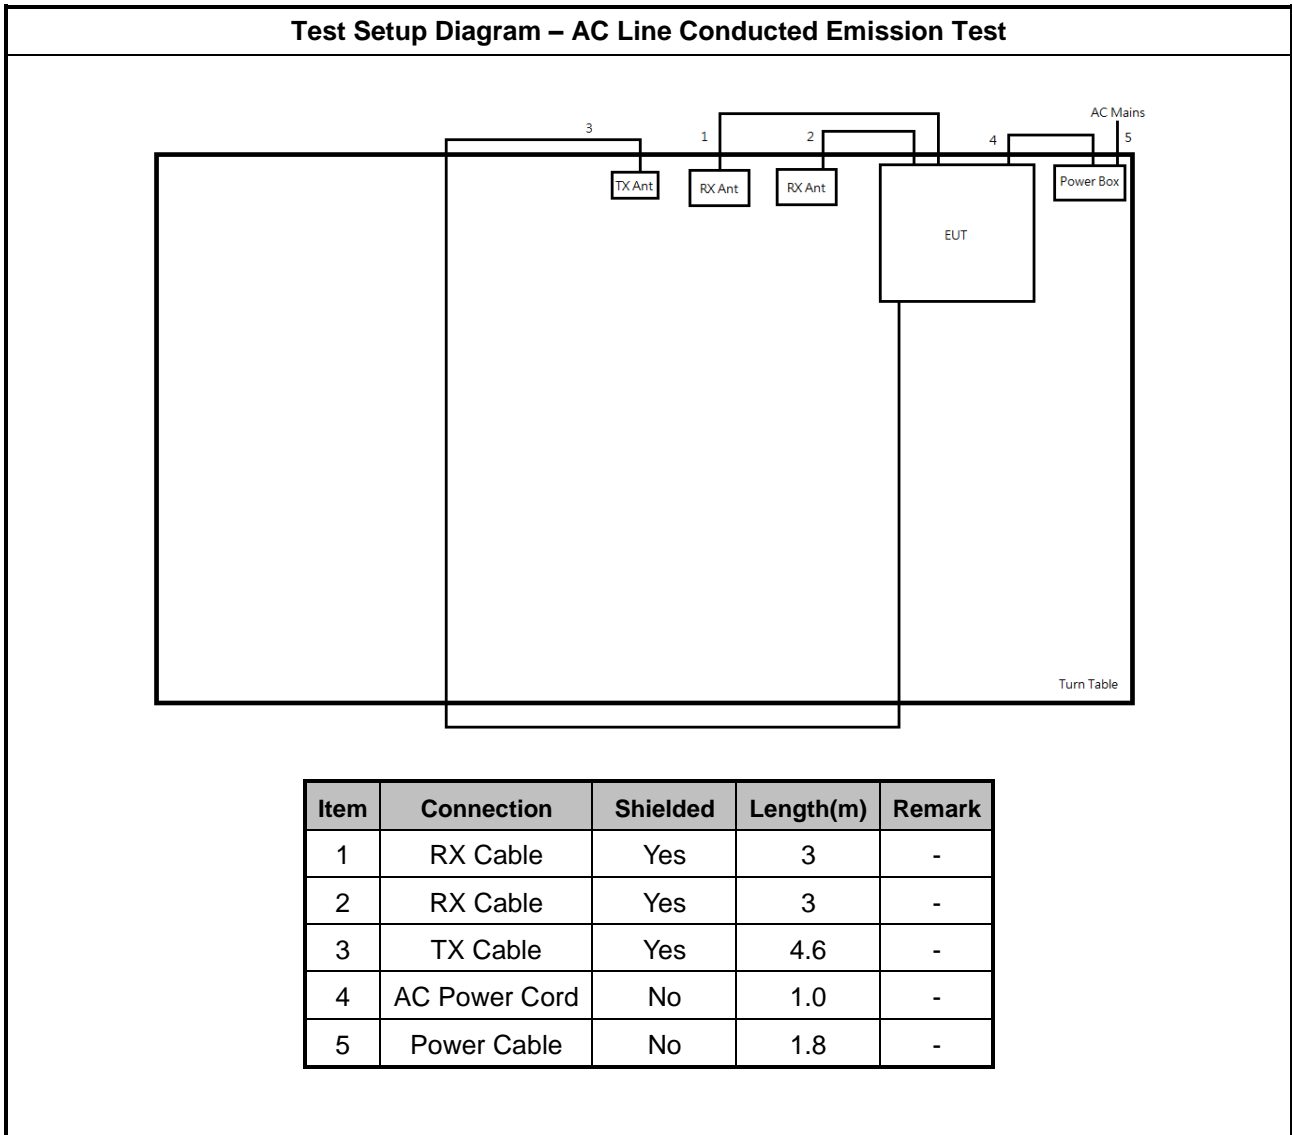 Test Setup Diagram – AC Line Conducted Emission Test
AC Mains
3
1
2
4
5
TX Ant
RX Ant
RX Ant
Power Box
EUT
Turn Table
Item Connection Shielded Length(m) Remark
1 RX Cable Yes 3 -
2 RX Cable Yes 3 -
3 TX Cable Yes 4.6 -
4 AC Power Cord No 1.0 -
5 Power Cable No 1.8 -